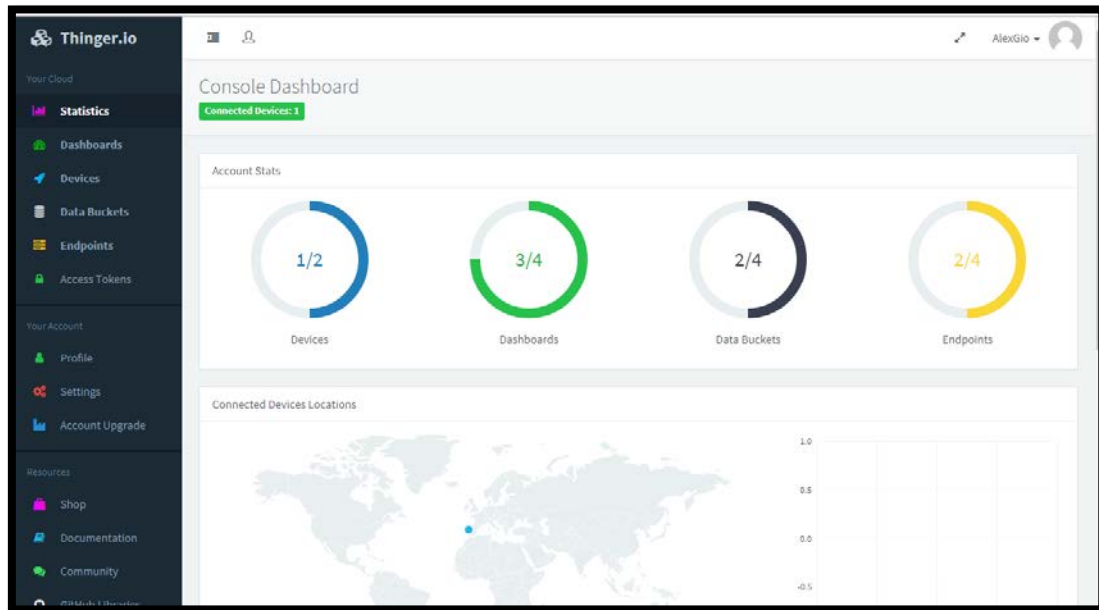 Thinger.io
AlexGio
Your Cloud
Statistics
Dashboards
Devices
Data Buckets
Endpoints
Access Tokens
Your Account
Profile
Settings
Account Upgrade
Resources
Shop
Documentation
Community
GitHub Libraries
Console Dashboard
Connected Devices: 1
Account Stats
1/2
3/4
2/4
2/4
Devices
Dashboards
Data Buckets
Endpoints
Connected Devices Locations
1.0
0.5
0.0
-0.5